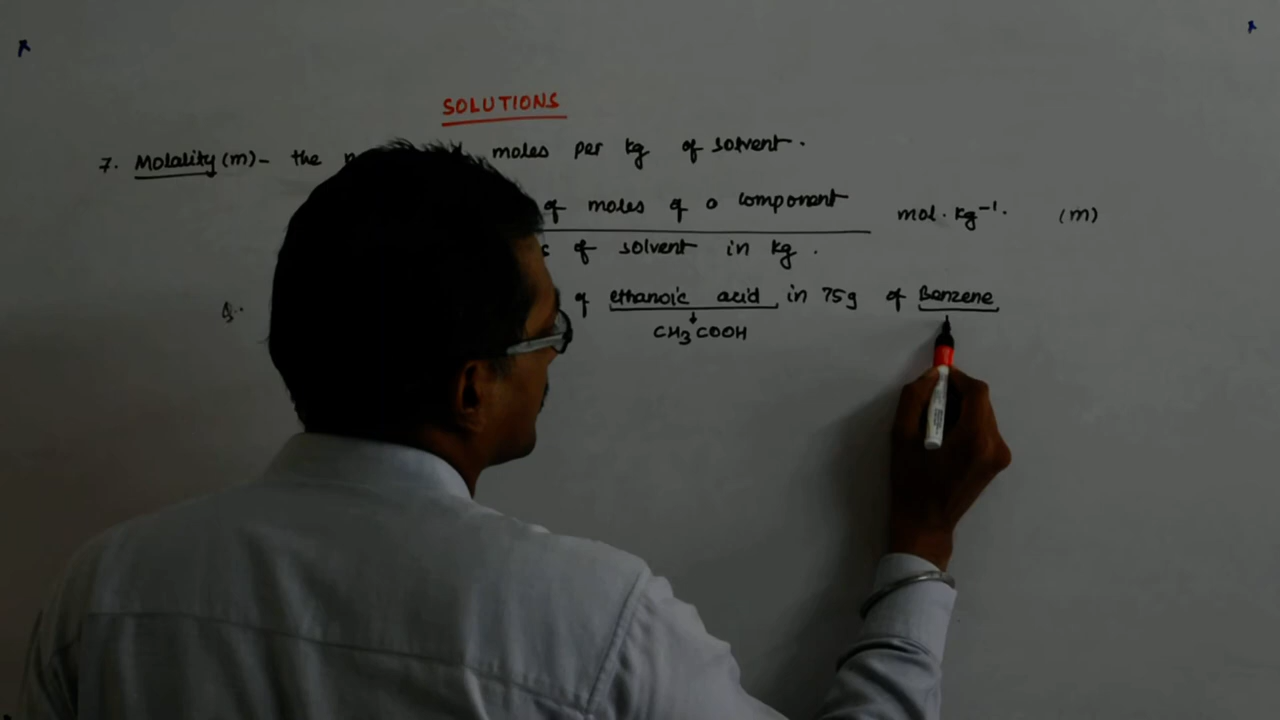 SOLUTIONS
7. Molality (m) - the moles per kg of solvent.
of moles of a component mol. kg⁻¹. (m)
of solvent in kg.
Q. of ethanoic acid in 75g of Benzene
CH₃COOH